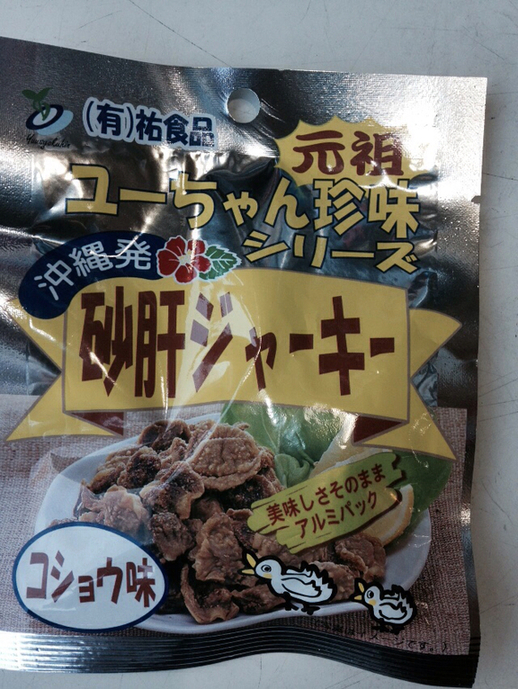 (有)祐食品
元祖
ユーちゃん珍味
シリーズ
沖縄発
砂肝ジャーキー
美味しさそのまま
アルミパック
コショウ味